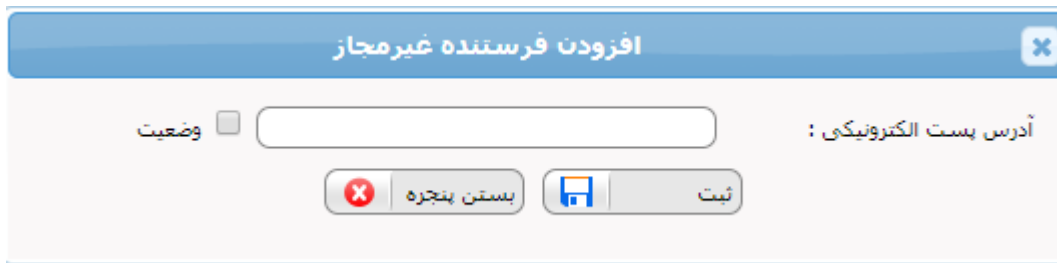 افزودن فرستنده غیرمجاز
آدرس پست الکترونیکی :
وضعیت
ثبت
بستن پنجره